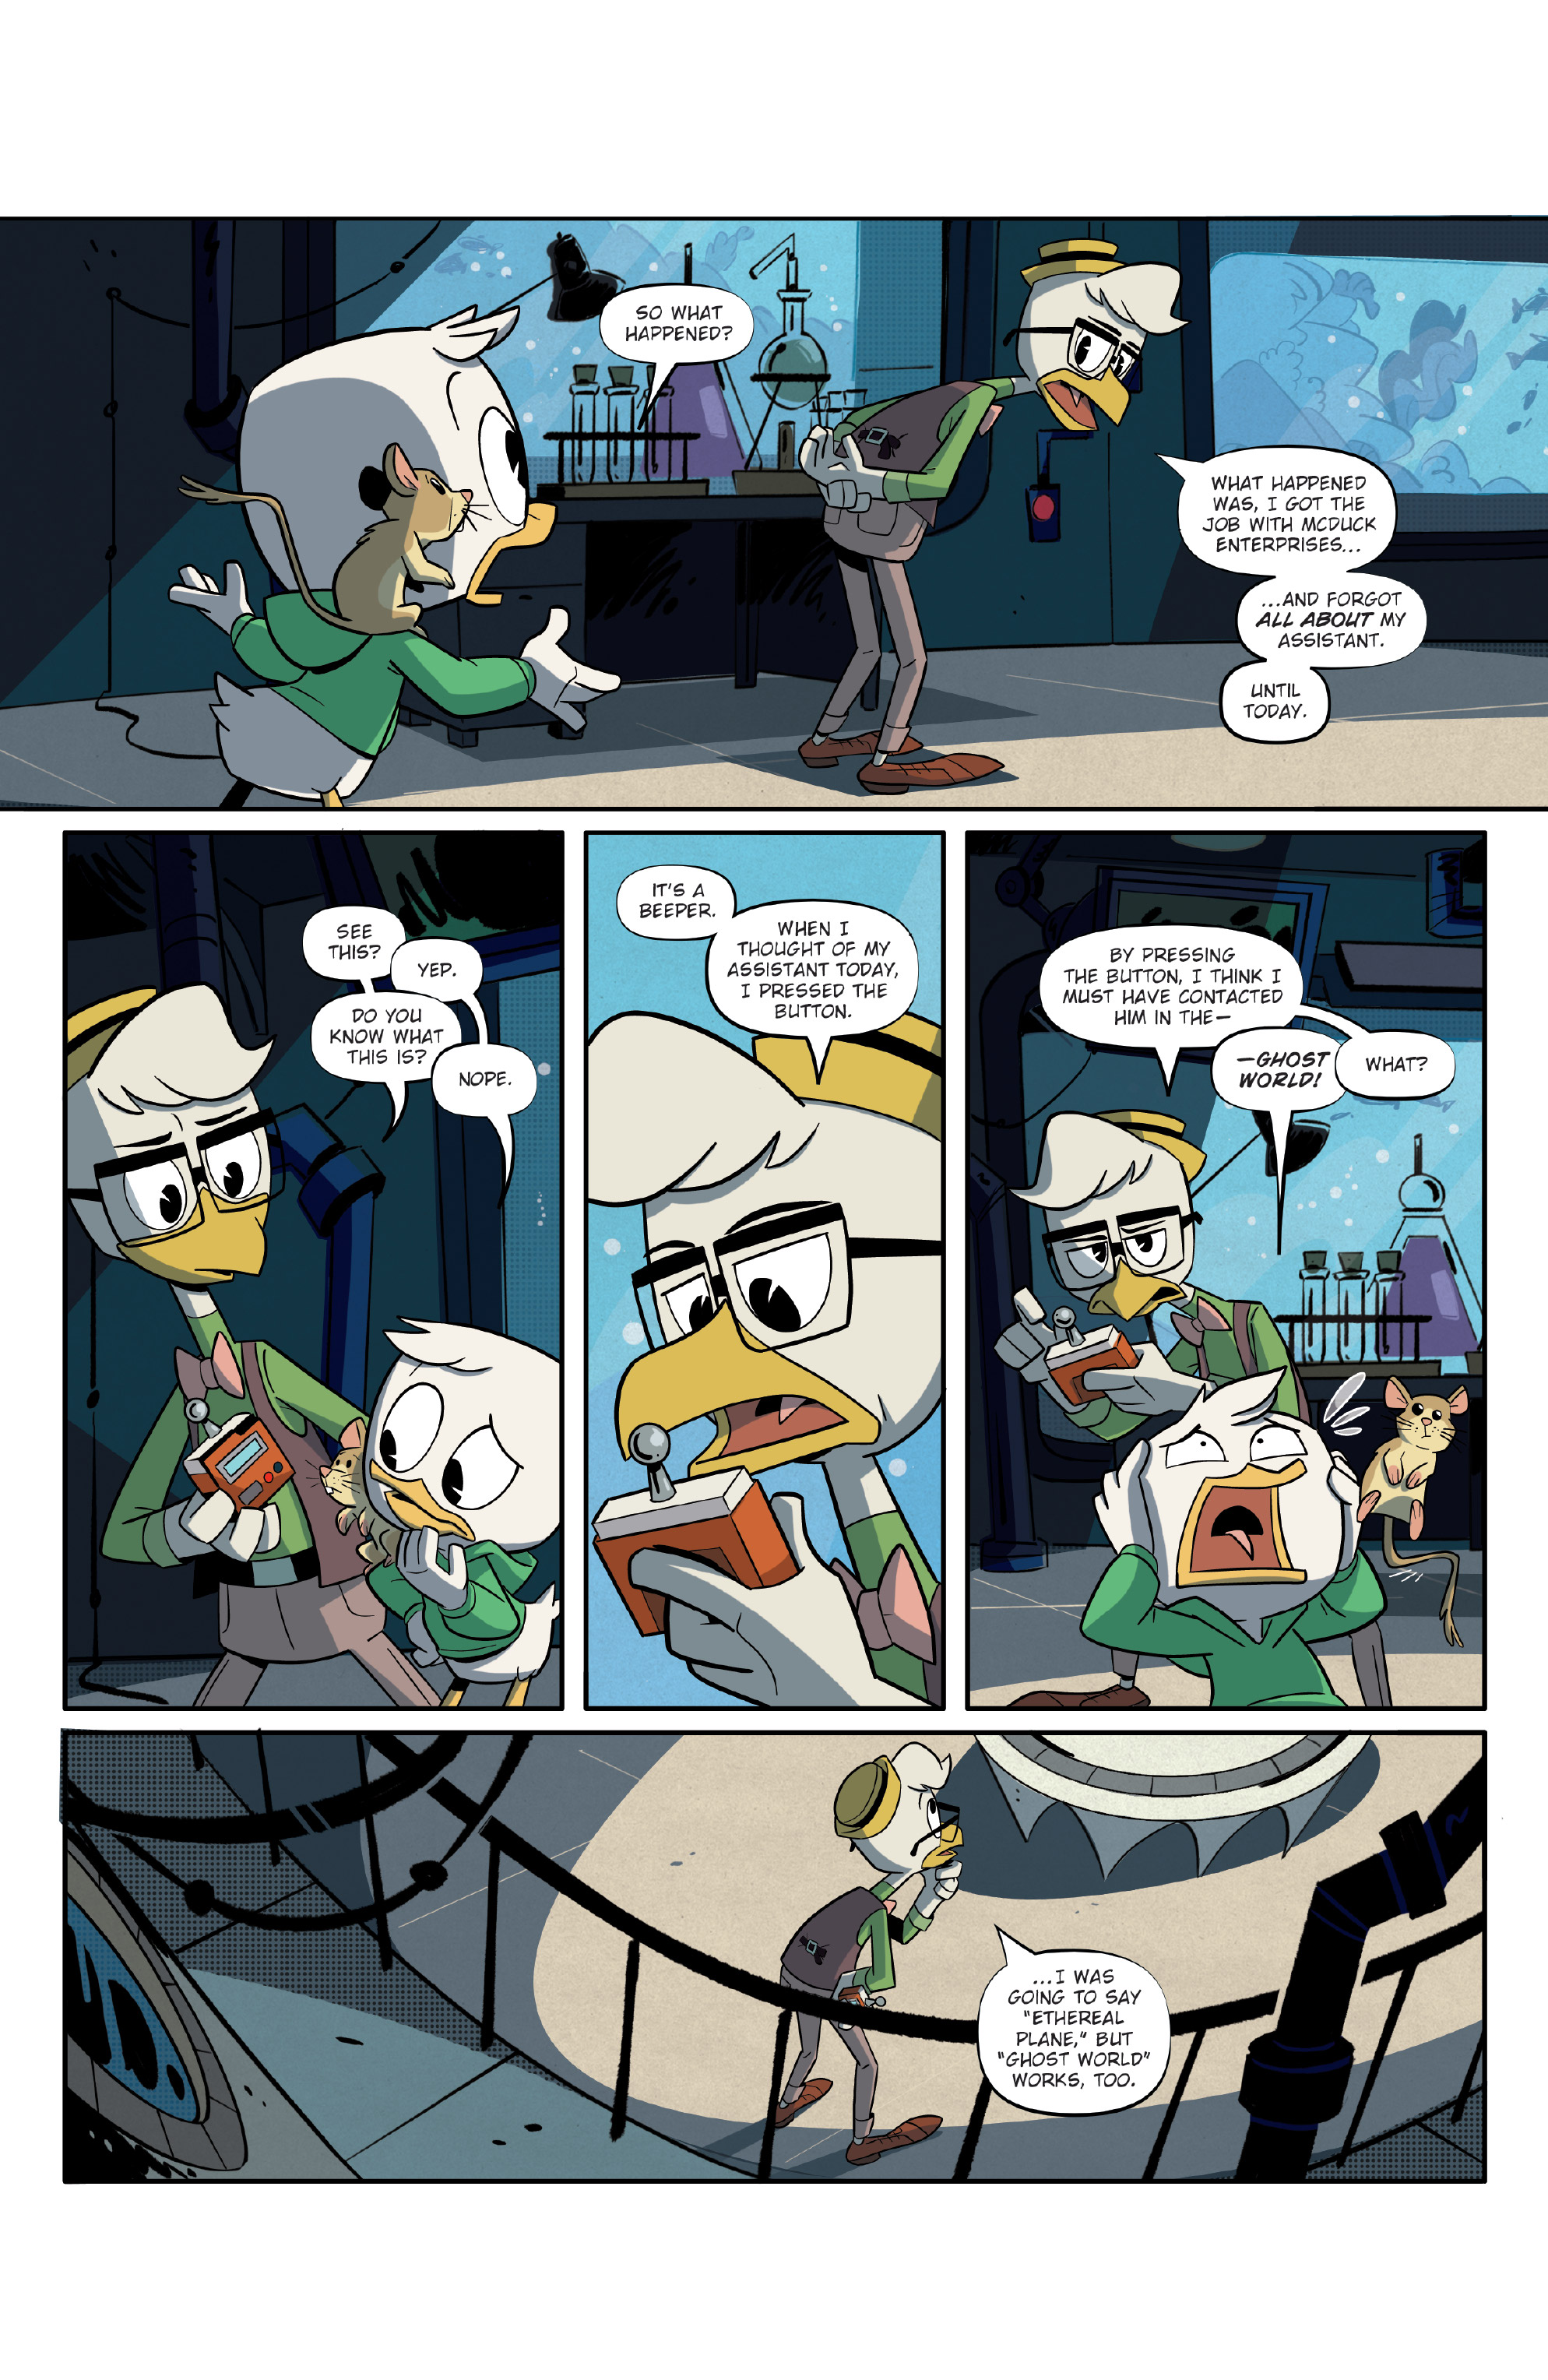 SO WHAT
HAPPENED?
WHAT HAPPENED
WAS, I GOT THE
JOB WITH MCDUCK
ENTERPRISES...
...AND FORGOT
ALL ABOUT MY
ASSISTANT.
UNTIL
TODAY.
SEE
THIS?
YEP.
DO YOU
KNOW WHAT
THIS IS?
NOPE.
IT'S A
BEEPER.
WHEN I
THOUGHT OF MY
ASSISTANT TODAY,
I PRESSED THE
BUTTON.
BY PRESSING
THE BUTTON, I THINK I
MUST HAVE CONTACTED
HIM IN THE—
—GHOST
WORLD!
WHAT?
...I WAS
GOING TO SAY
"ETHEREAL
PLANE," BUT
"GHOST WORLD"
WORKS, TOO.